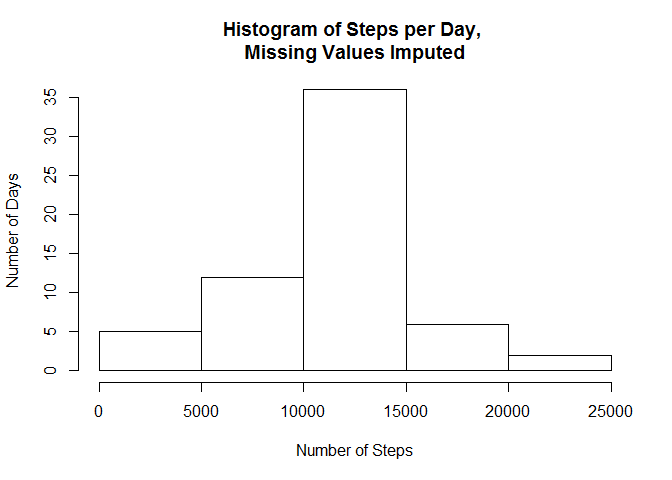 Histogram of Steps per Day,
Missing Values Imputed
Number of Days
35
30
25
20
15
10
5
0
0 5000 10000 15000 20000 25000
Number of Steps